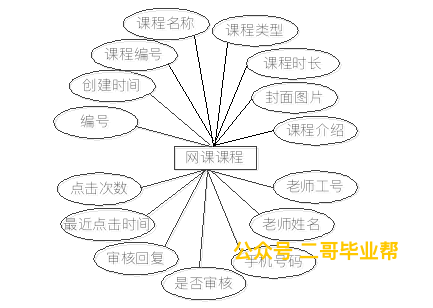 课程名称
课程类型
课程编号
课程时长
创建时间
封面图片
编号
课程介绍
网课课程
点击次数
老师工号
最近点击时间
老师姓名
公众号 二哥毕业帮
审核回复
手机号码
是否审核